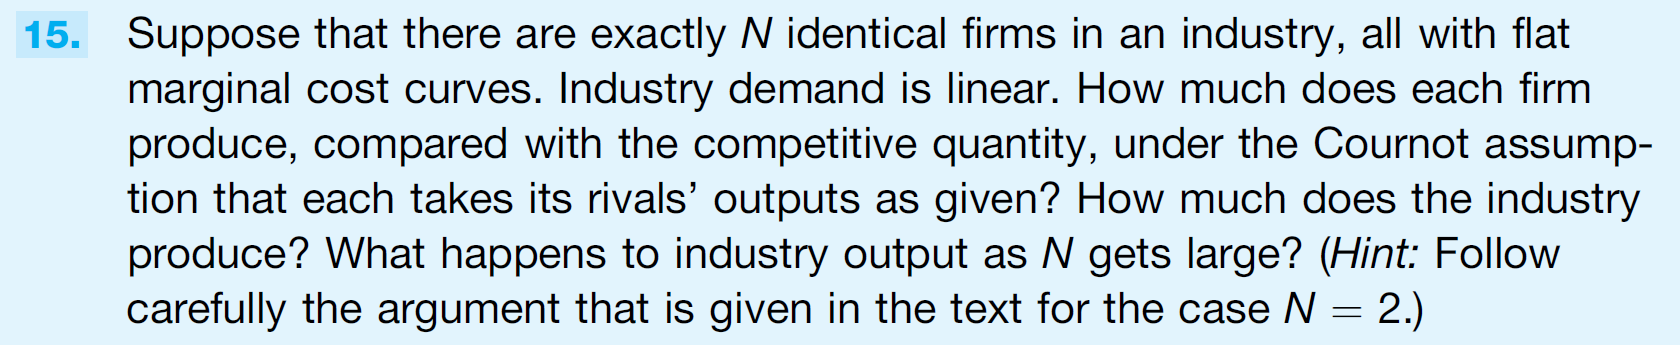 15. Suppose that there are exactly N identical firms in an industry, all with flat
marginal cost curves. Industry demand is linear. How much does each firm
produce, compared with the competitive quantity, under the Cournot assump-
tion that each takes its rivals’ outputs as given? How much does the industry
produce? What happens to industry output as N gets large? (Hint: Follow
carefully the argument that is given in the text for the case N = 2.)